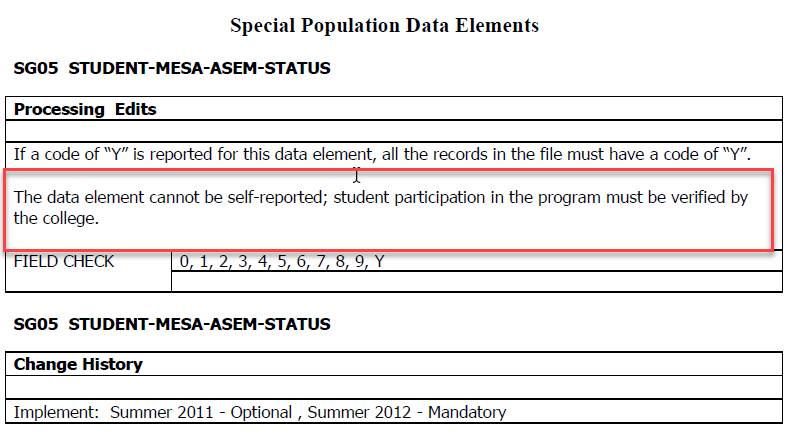 Special Population Data Elements
SG05 STUDENT-MESA-ASEM-STATUS
Processing Edits
If a code of “Y” is reported for this data element, all the records in the file must have a code of “Y”.
The data element cannot be self-reported; student participation in the program must be verified by
the college.
FIELD CHECK 0, 1, 2, 3, 4, 5, 6, 7, 8, 9, Y
SG05 STUDENT-MESA-ASEM-STATUS
Change History
Implement: Summer 2011 - Optional , Summer 2012 - Mandatory